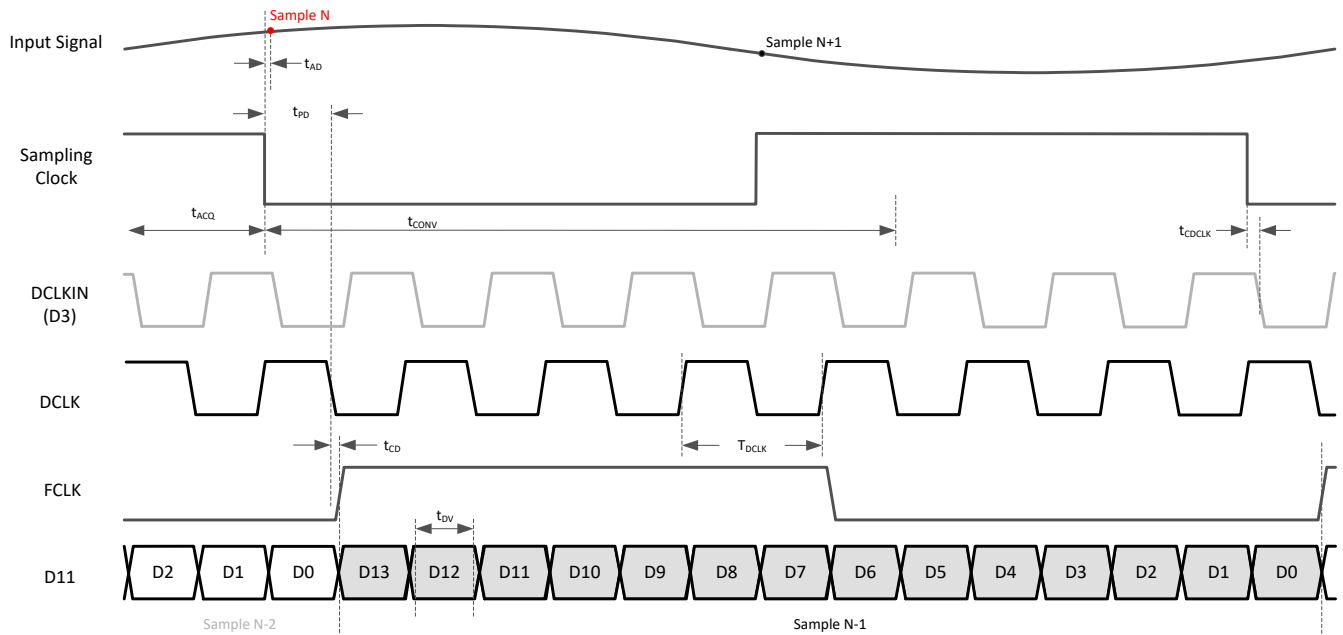 Sample N
Input Signal
Sample N+1
tAD
tPD
Sampling
Clock
tACQ
tCONV
tCDCLK
DCLKIN
(D3)
DCLK
tCD
TDCLK
FCLK
tDV
D11
D2 D1 D0 D13 D12 D11 D10 D9 D8 D7 D6 D5 D4 D3 D2 D1 D0
Sample N-2
Sample N-1